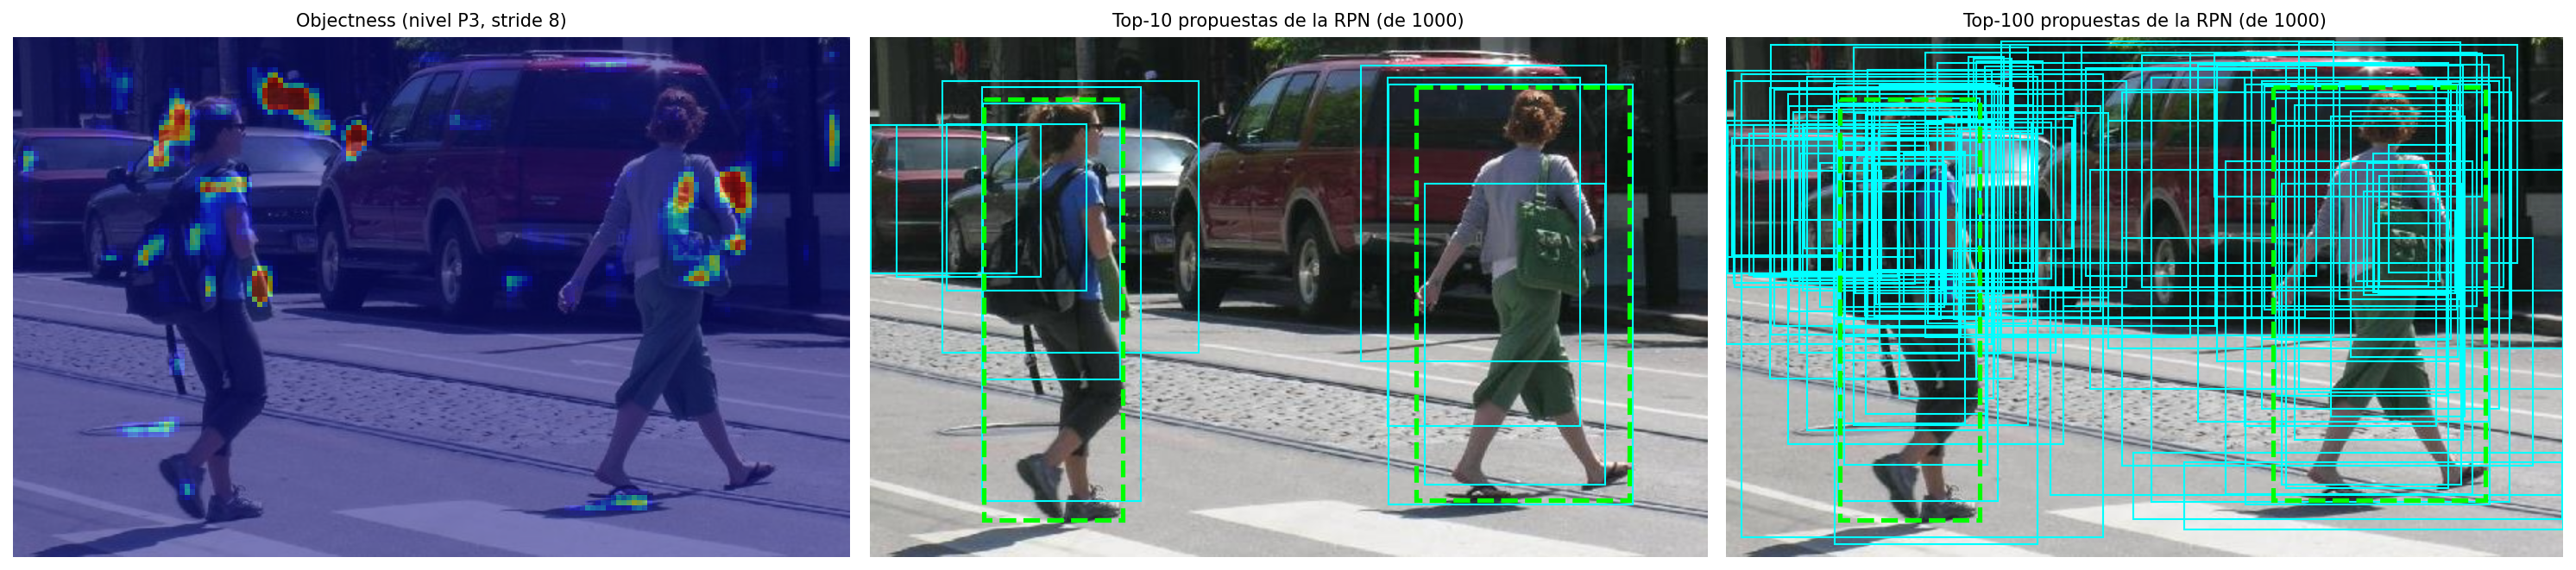 Objectness (nivel P3, stride 8)
Top-10 propuestas de la RPN (de 1000)
Top-100 propuestas de la RPN (de 1000)